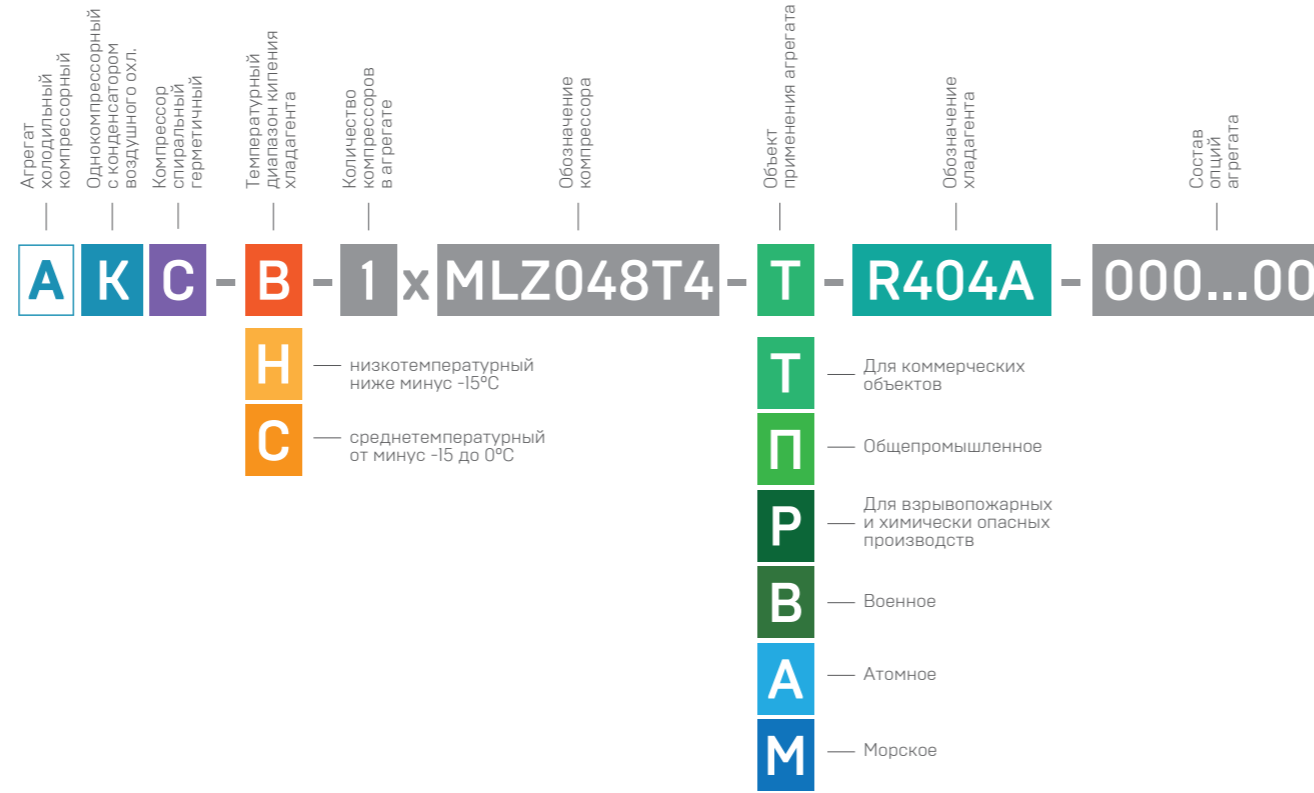 Агрегат
холодильный
компрессорный
Однокомпрессорный
с конденсатором
воздушного охл.
Компрессор
спиральный
герметичный
Температурный
диапазон кипения
хладагента
Количество
компрессоров
в агрегате
Обозначение
компрессора
Объект
применения агрегата
Обозначение
хладагента
Состав
опций
агрегата
А К С - В - 1 x MLZ048T4 - Т - R404A - 000...00
Н
низкотемпературный
ниже минус -15°С
С
среднетемпературный
от минус -15 до 0°С
Т
Для коммерческих
объектов
П
Общепромышленное
Р
Для взрывопожарных
и химически опасных
производств
В
Военное
А
Атомное
М
Морское